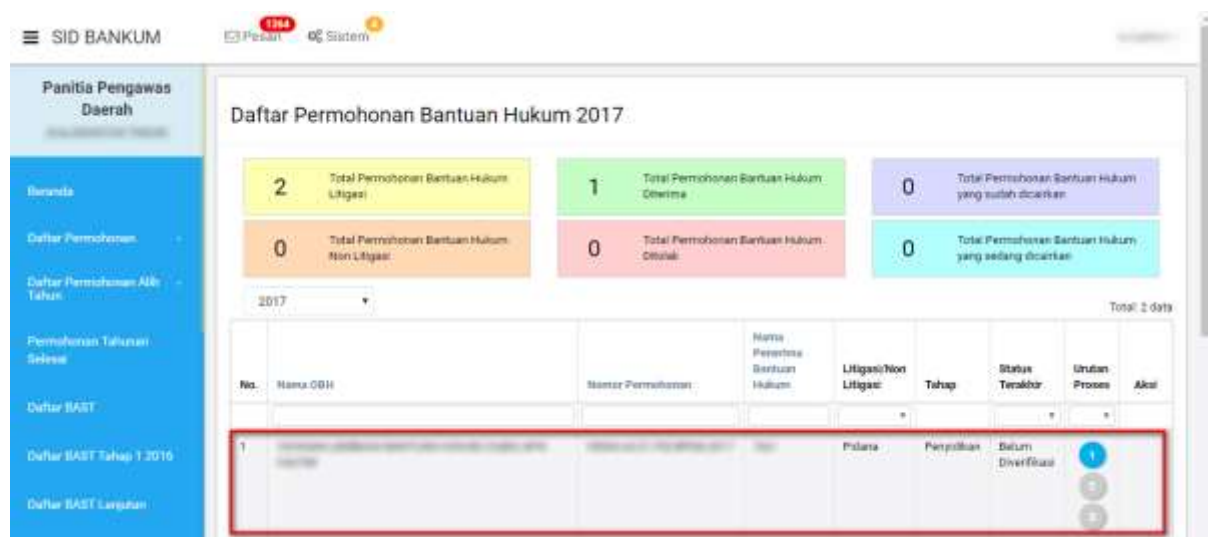 SID BANKUM
Pesan 1364 Sistem
Panitia Pengawas
Daerah
Beranda
Daftar Permohonan
Daftar Permohonan Alih
Tahun
Permohonan Tahunan
Selesai
Daftar BAST
Daftar BAST Tahap 1 2016
Daftar BAST Lanjutan
Daftar Permohonan Bantuan Hukum 2017
2 Total Permohonan Bantuan Hukum
Litigasi
1 Total Permohonan Bantuan Hukum
Diterima
0 Total Permohonan Bantuan Hukum
yang sudah dicairkan
0 Total Permohonan Bantuan Hukum
Non Litigasi
0 Total Permohonan Bantuan Hukum
Ditolak
0 Total Permohonan Bantuan Hukum
yang sedang dicairkan
2017
Total: 2 data
No. Nama OBH Nomor Permohonan
Nama
Penerima
Bantuan
Hukum
Litigasi/Non
Litigasi
Tahap
Status
Terakhir
Urutan
Proses
Aksi
1
Pidana
Penyidikan
Belum
Diverifikasi
1
2
3